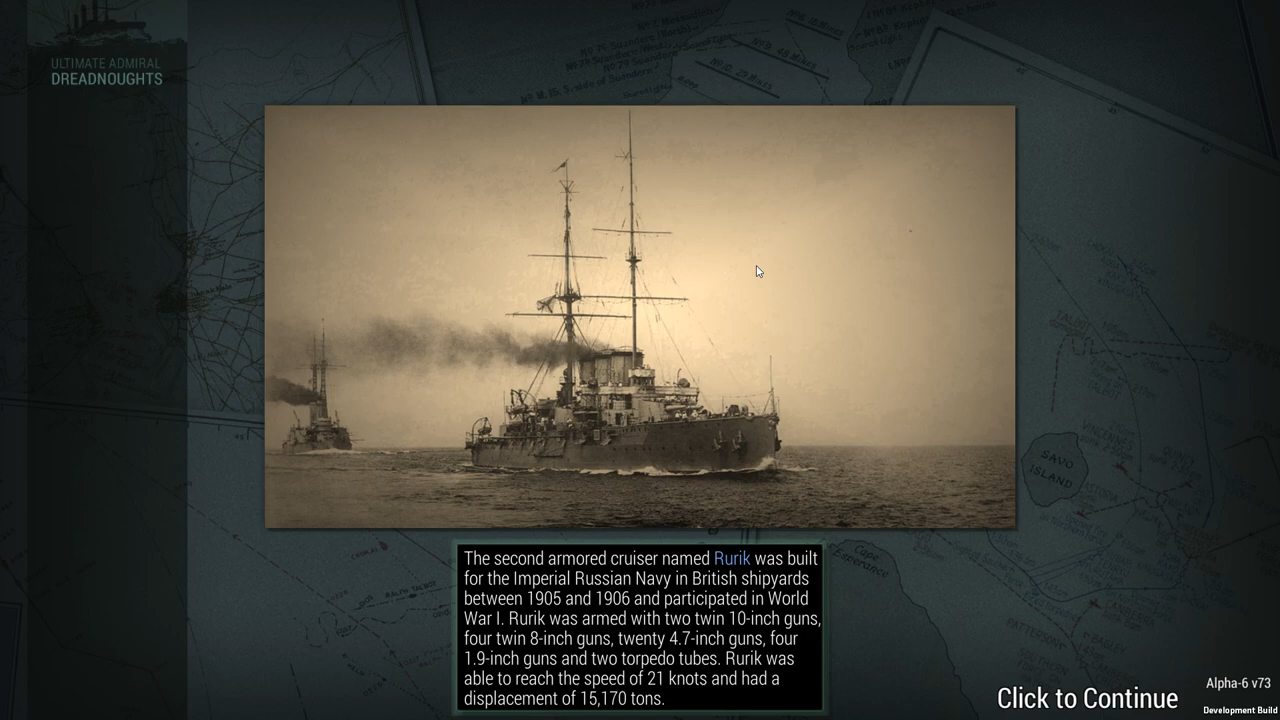 ULTIMATE ADMIRAL
DREADNOUGHTS
SAVO
ISLAND
Cape
Esperance
The second armored cruiser named Rurik was built
for the Imperial Russian Navy in British shipyards
between 1905 and 1906 and participated in World
War I. Rurik was armed with two twin 10-inch guns,
four twin 8-inch guns, twenty 4.7-inch guns, four
1.9-inch guns and two torpedo tubes. Rurik was
able to reach the speed of 21 knots and had a
displacement of 15,170 tons.
Click to Continue
Alpha-6 v73
Development Build